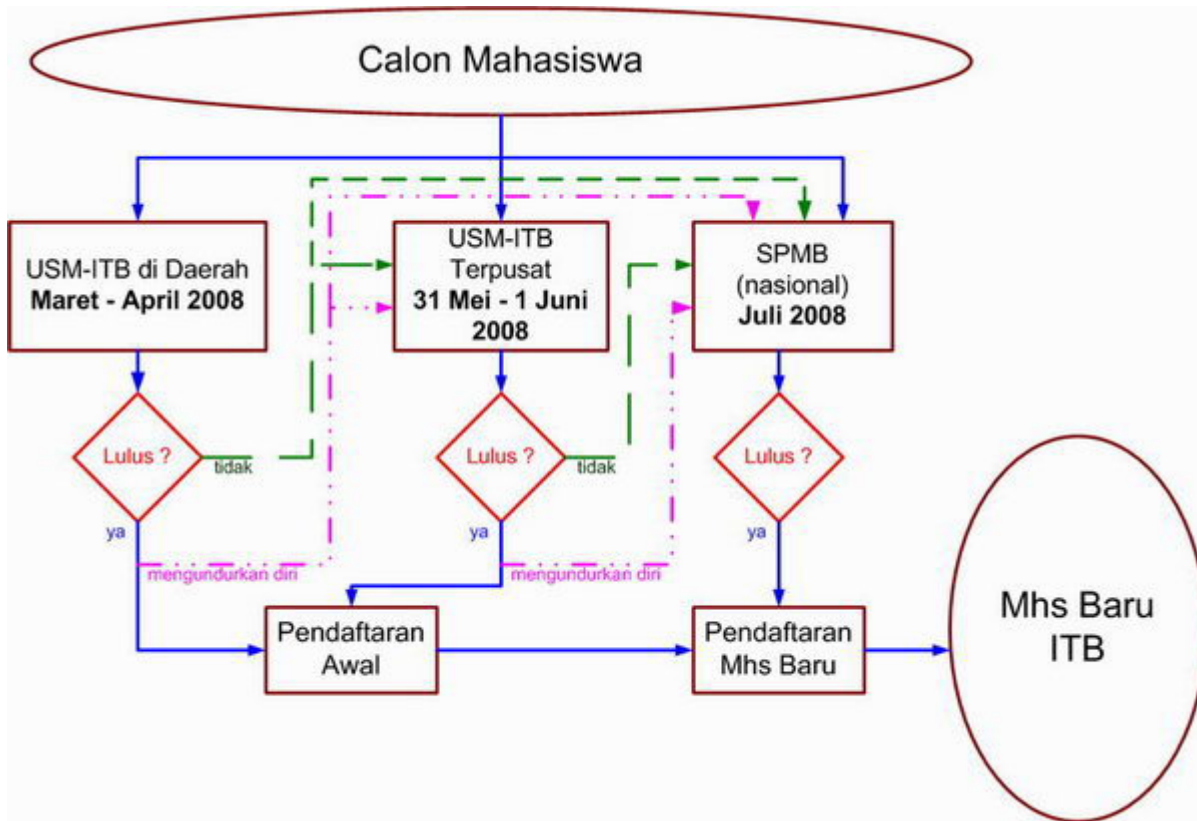 Calon Mahasiswa
USM-ITB di Daerah
Maret - April 2008
USM-ITB
Terpusat
31 Mei - 1 Juni
2008
SPMB
(nasional)
Juli 2008
Lulus ?
tidak
Lulus ?
tidak
Lulus ?
ya
ya
ya
mengundurkan diri
mengundurkan diri
Pendaftaran
Awal
Pendaftaran
Mhs Baru
Mhs Baru
ITB